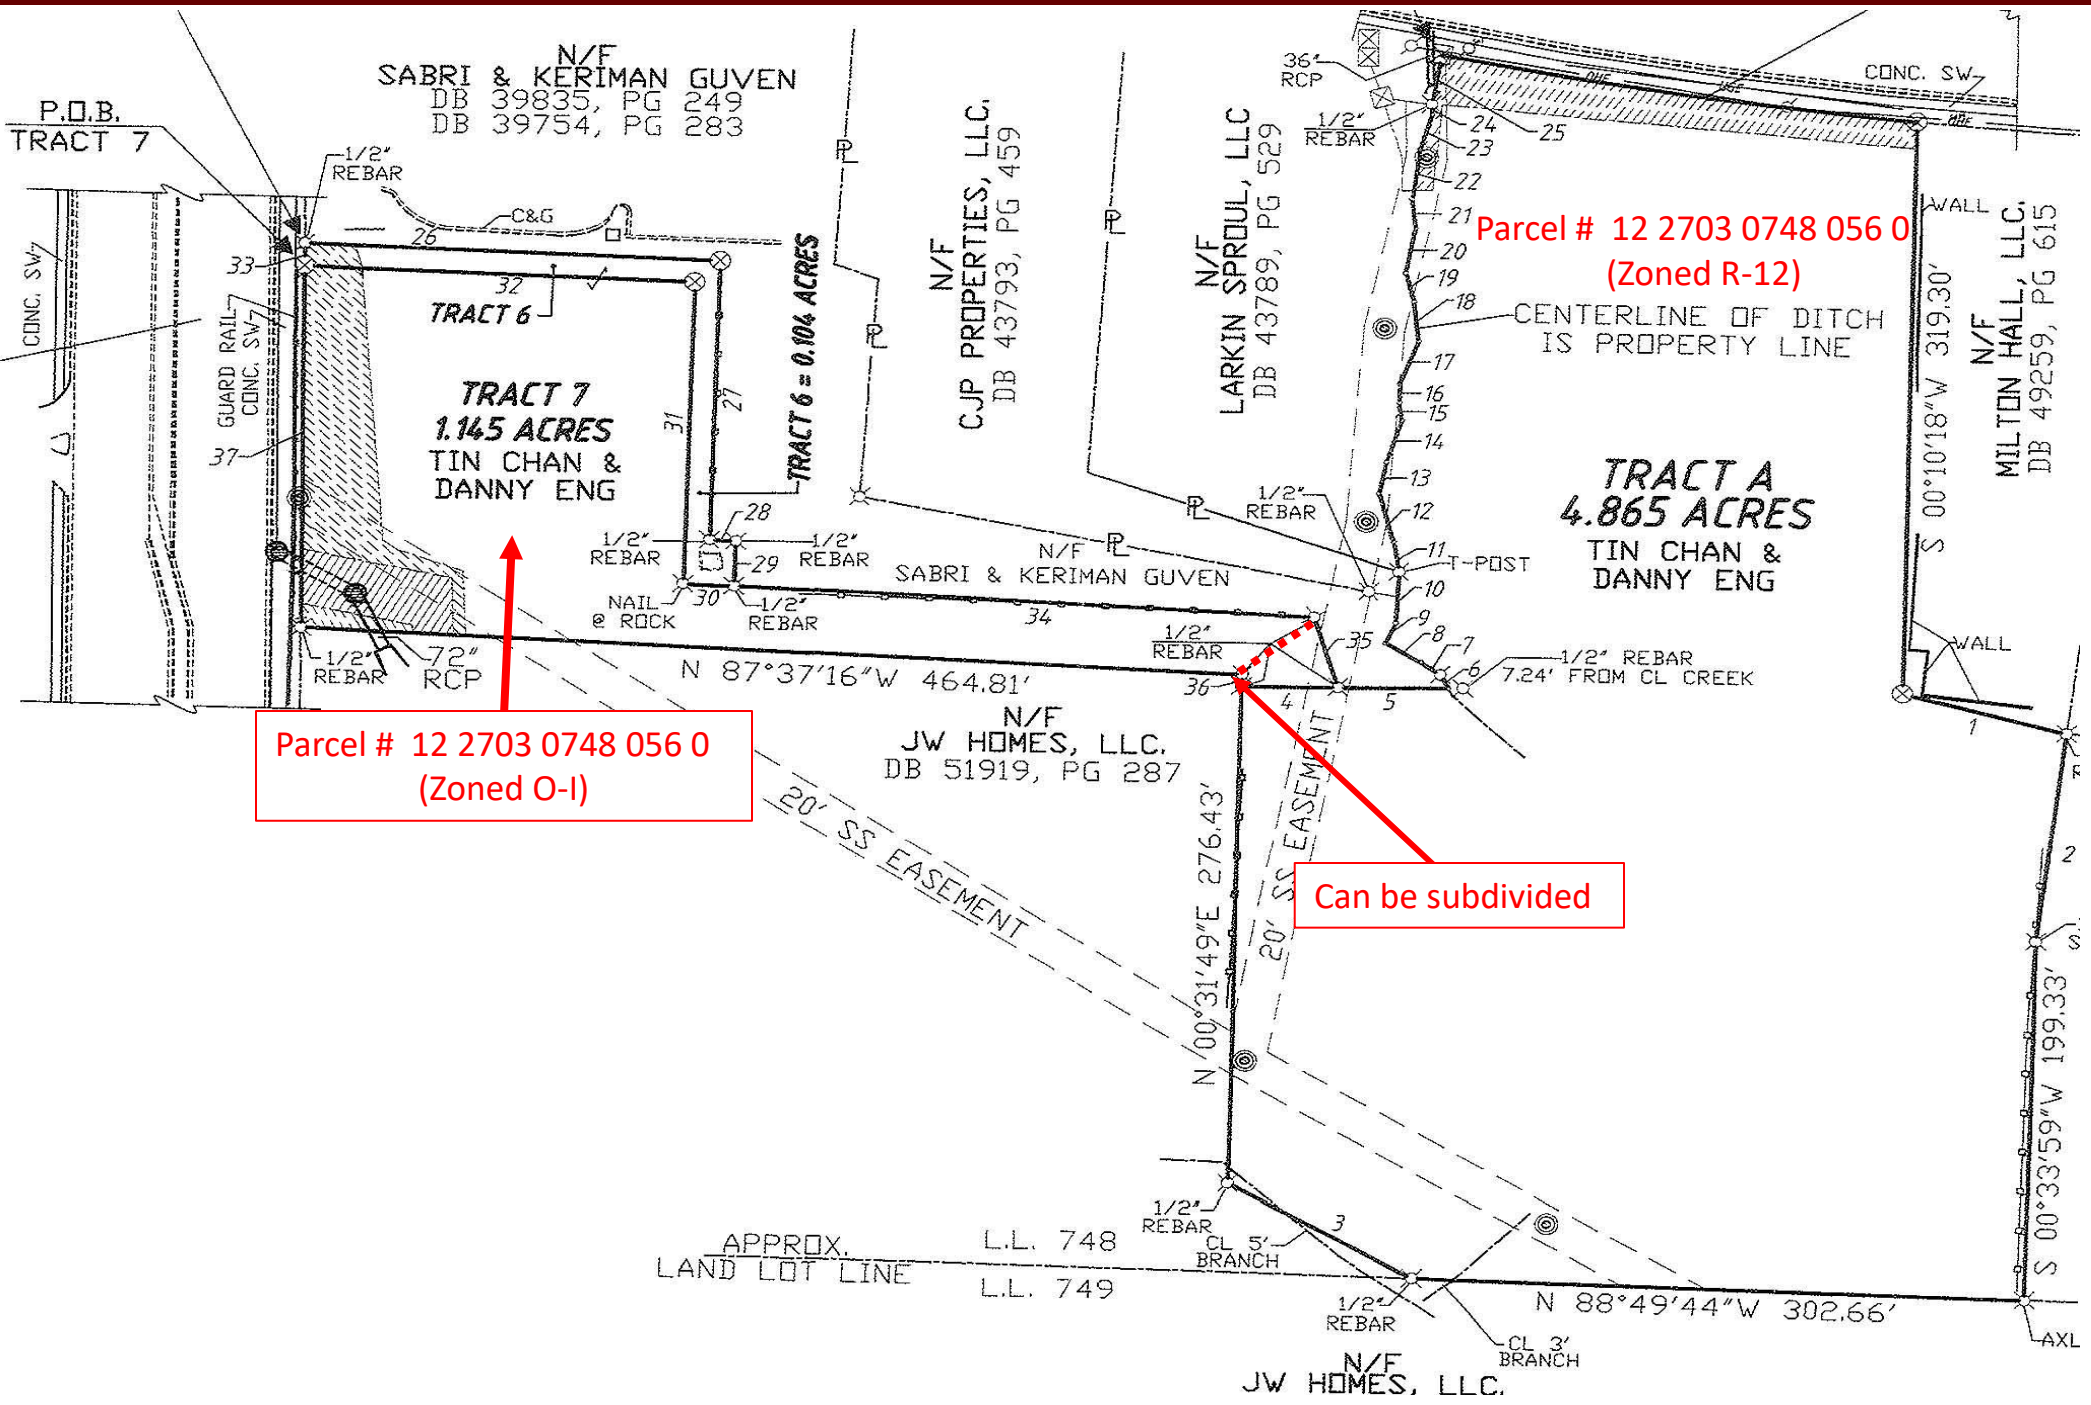 N/F
SABRI & KERIMAN GUVEN
DB 39835, PG 249
DB 39754, PG 283
P.O.B.
TRACT 7
1/2" REBAR
C&G
CONC. SW
GUARD RAIL
CONC. SW
26
33
32
TRACT 6
TRACT 7
1.145 ACRES
TIN CHAN &
DANNY ENG
31
27
TRACT 6 = 0.104 ACRES
37
28
29
1/2"
REBAR
1/2"
REBAR
NAIL
@ ROCK
30
1/2"
REBAR
1/2"
REBAR
72"
RCP
N 87°37'16"W 464.81'
N/F
CJP PROPERTIES, LLC.
DB 43793, PG 459
N/F
LARKIN SPROUL, LLC
DB 43789, PG 529
PL
PL
PL
PL
PL
N/F
SABRI & KERIMAN GUVEN
34
1/2"
REBAR
35
36
4
5
36"
RCP
1/2"
REBAR
CONC. SW
25
24
23
22
21
20
19
18
17
16
15
14
13
12
11
10
9
8
7
6
1/2"
REBAR
T-POST
Parcel # 12 2703 0748 056 0
(Zoned R-12)
CENTERLINE OF DITCH
IS PROPERTY LINE
TRACT A
4.865 ACRES
TIN CHAN &
DANNY ENG
WALL
S 00°10'18"W 319.30'
N/F
MILTON HALL, LLC.
DB 49259, PG 615
WALL
1/2" REBAR
7.24' FROM CL CREEK
1
2
S 00°33'59"W 199.33'
Parcel # 12 2703 0748 056 0
(Zoned O-I)
N/F
JW HOMES, LLC.
DB 51919, PG 287
20' SS EASEMENT
N 00°31'49"E 276.43'
20' SS EASEMENT
Can be subdivided
1/2"
REBAR
3
CL 5'
BRANCH
APPROX.
LAND LOT LINE
L.L. 748
L.L. 749
1/2"
REBAR
N 88°49'44"W 302.66'
CL 3'
BRANCH
AXL
N/F
JW HOMES, LLC.